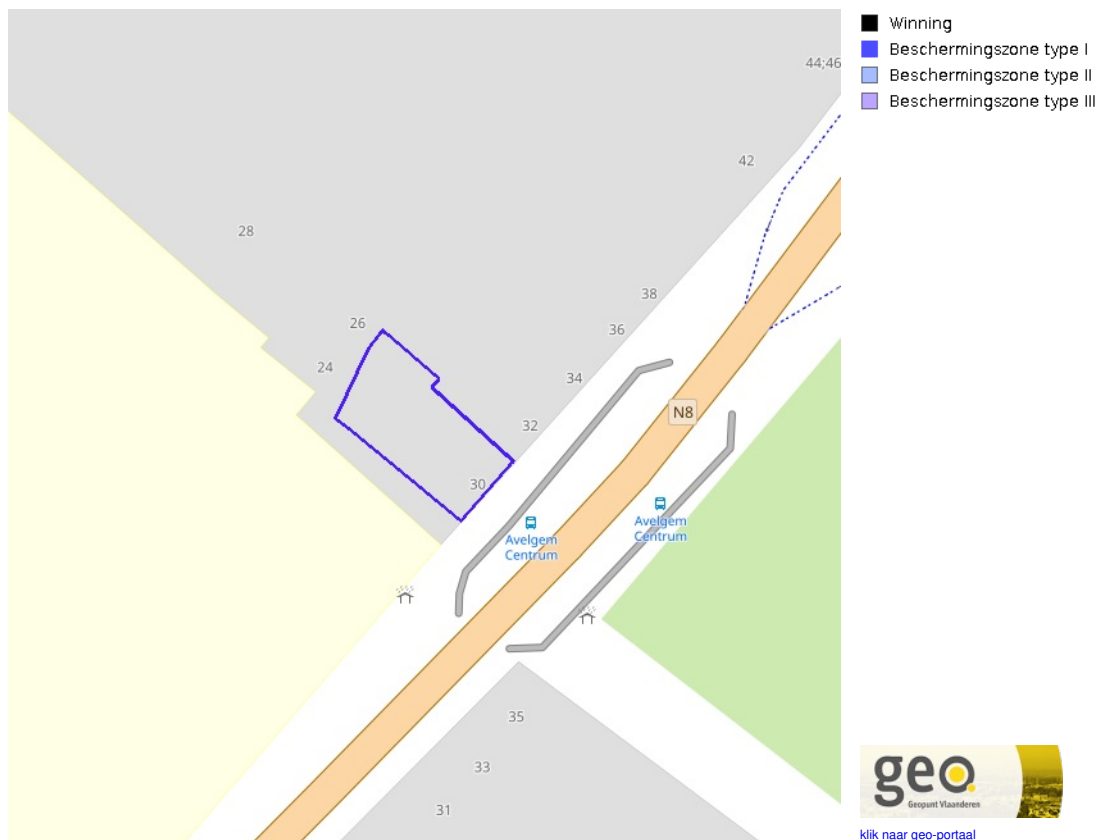 44;46
42
28
38
26
36
24
34
N8
32
30
Avelgem
Centrum
Avelgem
Centrum
35
33
31
Winning
Beschermingszone type I
Beschermingszone type II
Beschermingszone type III
geo.
Geopunt Vlaanderen
klik naar geo-portaal